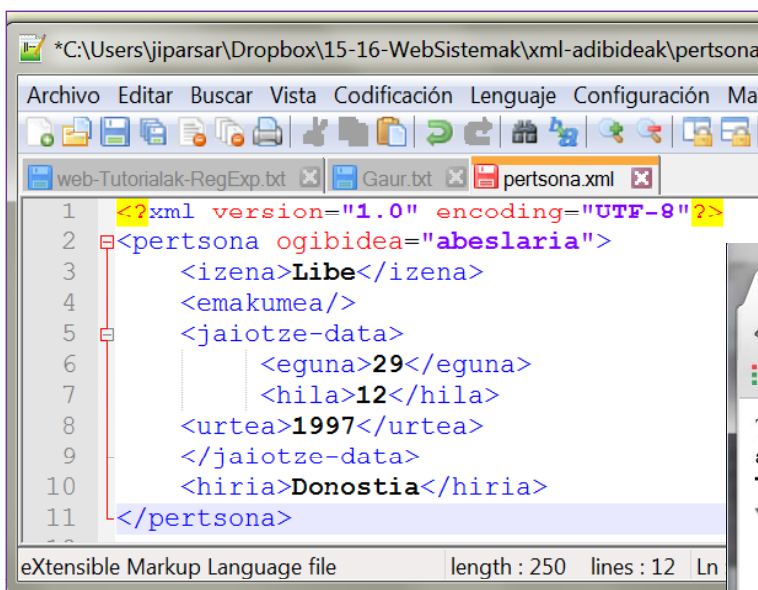 *C:\Users\jiparsar\Dropbox\15-16-WebSistemak\xml-adibideak\pertsona
Archivo Editar Buscar Vista Codificación Lenguaje Configuración Ma
web-Tutorialak-RegExp.txt Gaur.txt pertsona.xml
1 <?xml version="1.0" encoding="UTF-8"?>
2 <pertsona ogibidea="abeslaria">
3 <izena>Libe</izena>
4 <emakumea/>
5 <jaiotze-data>
6 <eguna>29</eguna>
7 <hila>12</hila>
8 <urtea>1997</urtea>
9 </jaiotze-data>
10 <hiria>Donostia</hiria>
11 </pertsona>
eXtensible Markup Language file length : 250 lines : 12 N